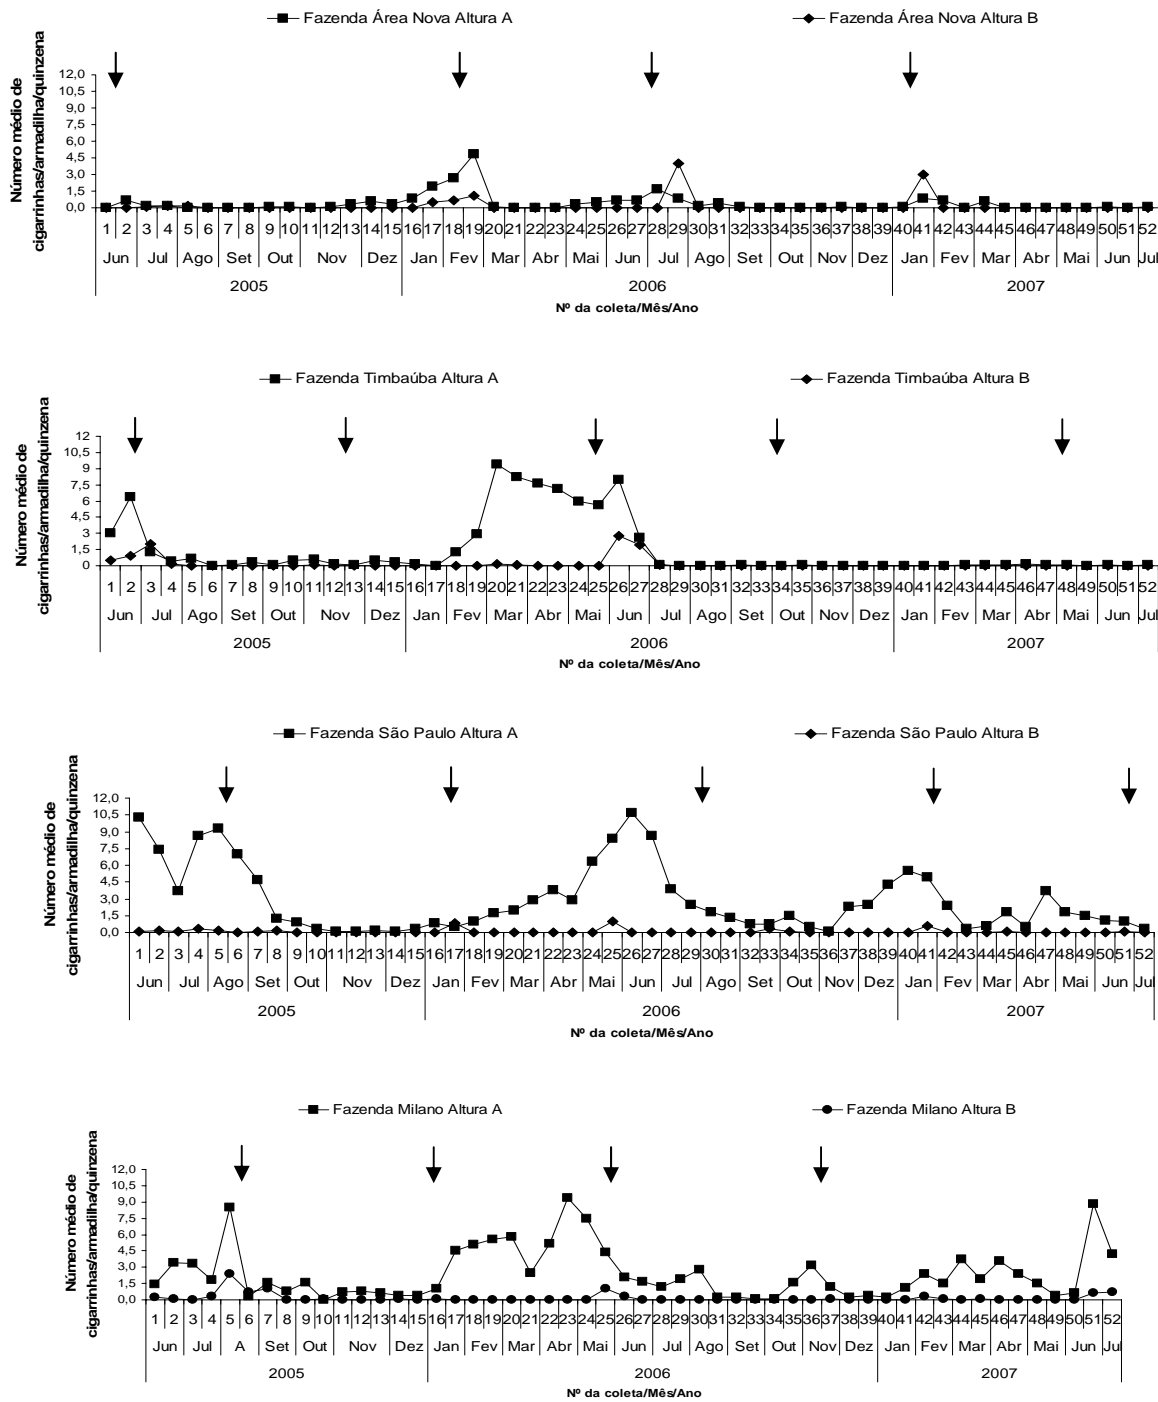 Fazenda Área Nova Altura A Fazenda Área Nova Altura B
Número médio de
cigarrinhas/armadilha/quinzena
12,0
10,5
9,0
7,5
6,0
4,5
3,0
1,5
0,0
1 2 3 4 5 6 7 8 9 10 11 12 13 14 15 16 17 18 19 20 21 22 23 24 25 26 27 28 29 30 31 32 33 34 35 36 37 38 39 40 41 42 43 44 45 46 47 48 49 50 51 52
Jun Jul Ago Set Out Nov Dez Jan Fev Mar Abr Mai Jun Jul Ago Set Out Nov Dez Jan Fev Mar Abr Mai Jun Jul
2005 2006 2007
Nº da coleta/Mês/Ano
Fazenda Timbaúba Altura A Fazenda Timbaúba Altura B
Número médio de
cigarrinhas/armadilha/quinzena
12
10,5
9
7,5
6
4,5
3
1,5
0
1 2 3 4 5 6 7 8 9 10 11 12 13 14 15 16 17 18 19 20 21 22 23 24 25 26 27 28 29 30 31 32 33 34 35 36 37 38 39 40 41 42 43 44 45 46 47 48 49 50 51 52
Jun Jul Ago Set Out Nov Dez Jan Fev Mar Abr Mai Jun Jul Ago Set Out Nov Dez Jan Fev Mar Abr Mai Jun Jul
2005 2006 2007
Nº da coleta/Mês/Ano
Fazenda São Paulo Altura A Fazenda São Paulo Altura B
Número médio de
cigarrinhas/armadilha/quinzena
12,0
10,5
9,0
7,5
6,0
4,5
3,0
1,5
0,0
1 2 3 4 5 6 7 8 9 10 11 12 13 14 15 16 17 18 19 20 21 22 23 24 25 26 27 28 29 30 31 32 33 34 35 36 37 38 39 40 41 42 43 44 45 46 47 48 49 50 51 52
Jun Jul Ago Set Out Nov Dez Jan Fev Mar Abr Mai Jun Jul Ago Set Out Nov Dez Jan Fev Mar Abr Mai Jun Jul
2005 2006 2007
Nº da coleta/Mês/Ano
Fazenda Milano Altura A Fazenda Milano Altura B
Número médio de
cigarrinhas/armadilha/quinzena
12,0
10,5
9,0
7,5
6,0
4,5
3,0
1,5
0,0
1 2 3 4 5 6 7 8 9 10 11 12 13 14 15 16 17 18 19 20 21 22 23 24 25 26 27 28 29 30 31 32 33 34 35 36 37 38 39 40 41 42 43 44 45 46 47 48 49 50 51 52
Jun Jul A Set Out Nov Dez Jan Fev Mar Abr Mai Jun Jul Ago Set Out Nov Dez Jan Fev Mar Abr Mai Jun Jul
2005 2006 2007
Nº da coleta/Mês/Ano